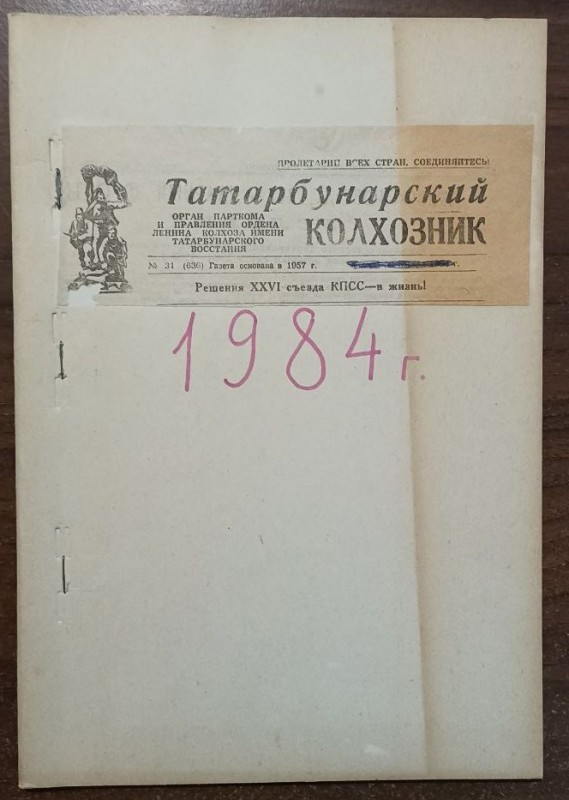 ПРОЛЕТАРИИ ВСЕХ СТРАН, СОЕДИНЯЙТЕСЬ!
Татарбунарский
КОЛХОЗНИК
ОРГАН ПАРТКОМА
И ПРАВЛЕНИЯ ОРДЕНА
ЛЕНИНА КОЛХОЗА ИМЕНИ
ТАТАРБУНАРСКОГО
ВОССТАНИЯ
№ 31 (636) Газета основана в 1957 г.
Решения XXVI съезда КПСС—в жизнь!
1984 г.